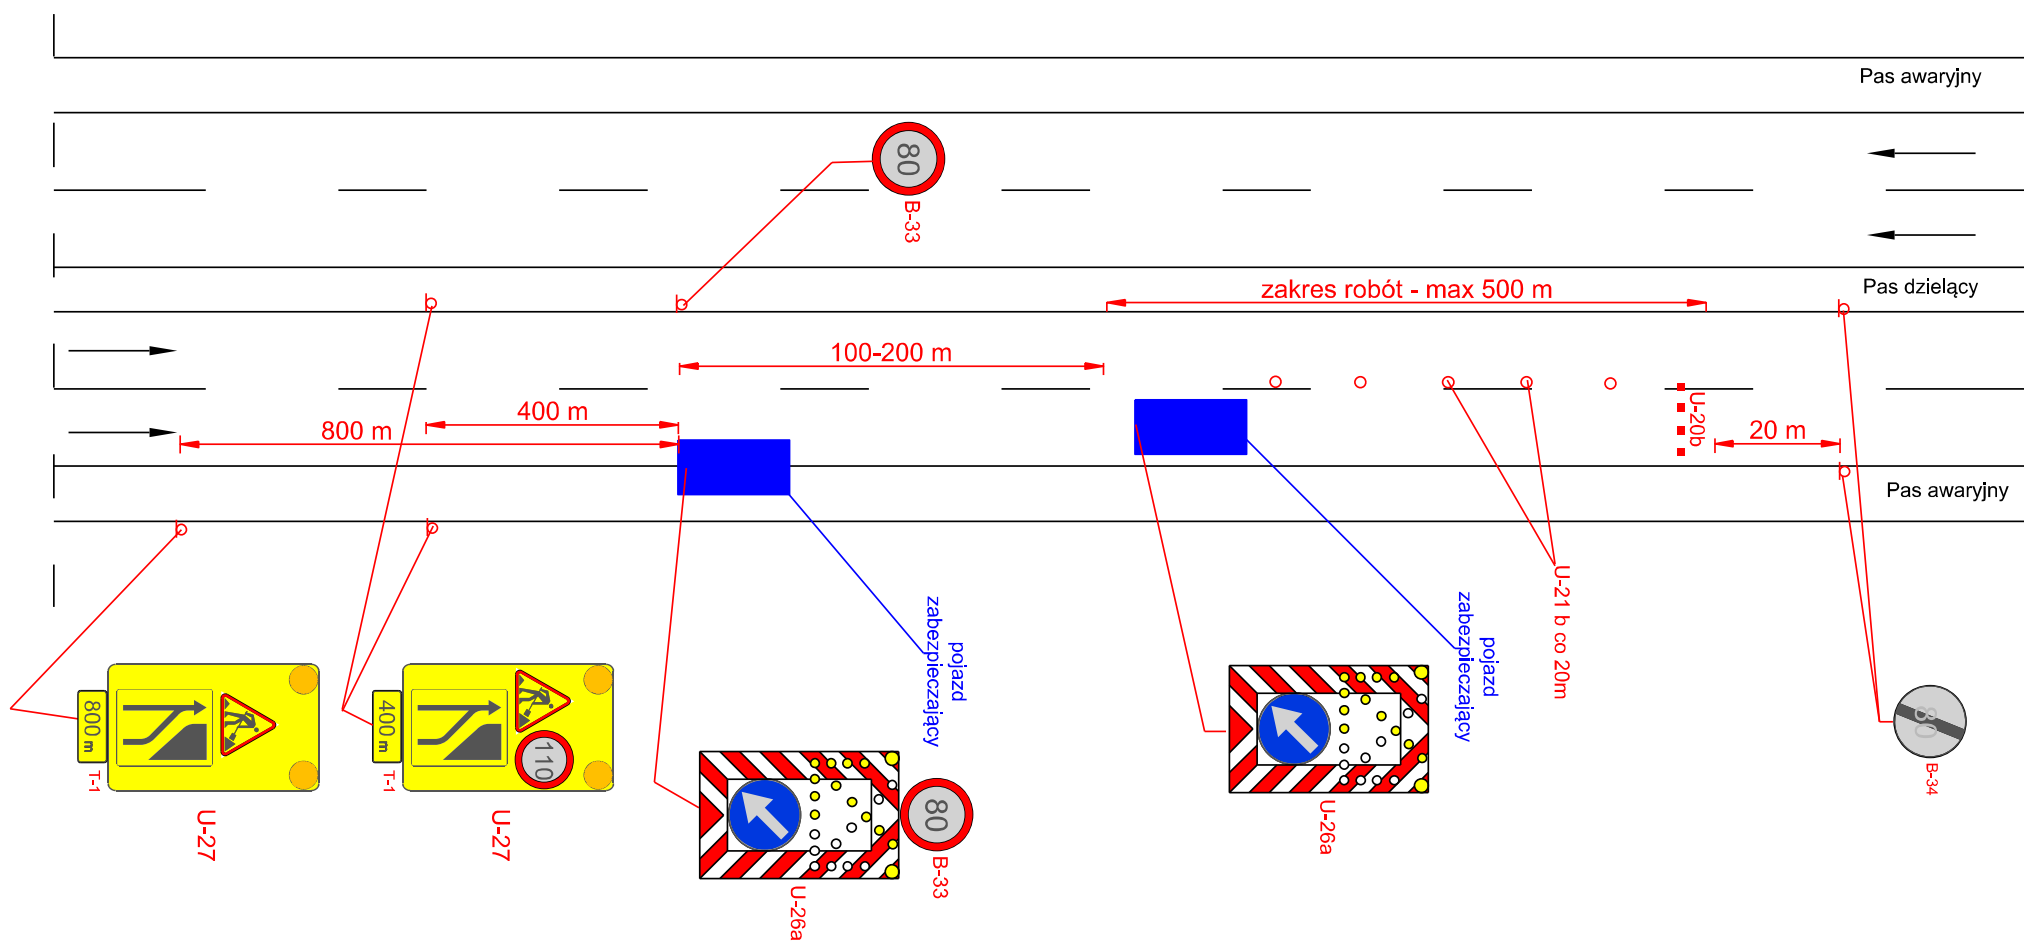 Pas awaryjny
80
B-33
Pas dzielący
zakres robót - max 500 m
100-200 m
400 m
800 m
U-20b
20 m
Pas awaryjny
pojazd
zabezpieczający
pojazd
zabezpieczający
U-21 b co 20m
800 m
T-1
U-27
400 m
110
T-1
U-27
80
B-33
U-26a
U-26a
80
B-34